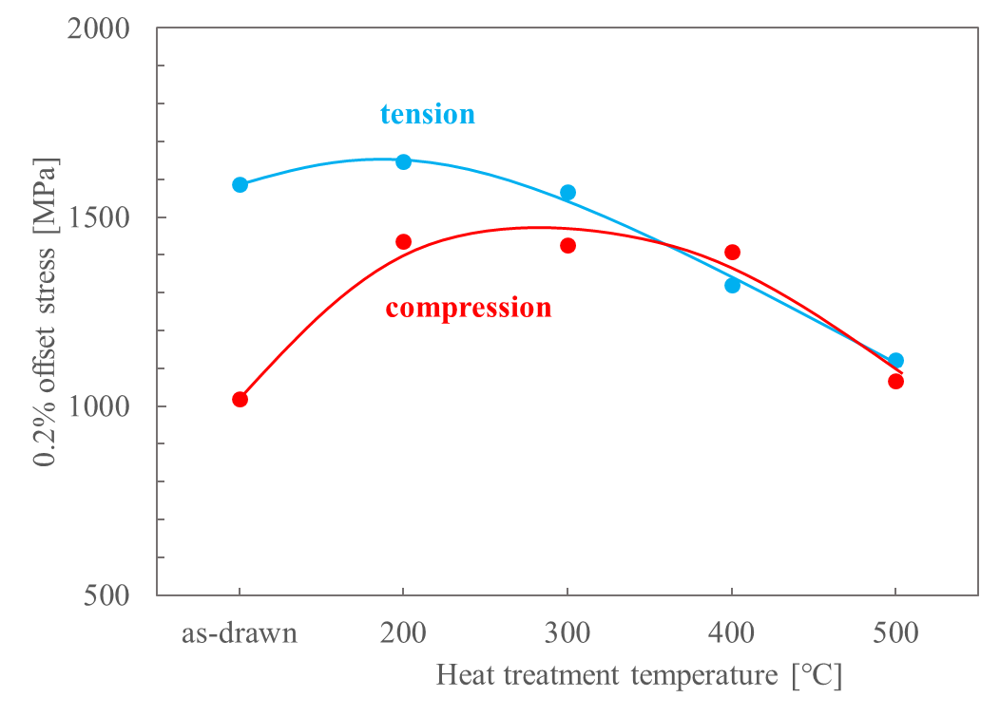 2000
1500
1000
500
0.2% offset stress [MPa]
tension
compression
as-drawn 200 300 400 500
Heat treatment temperature [℃]